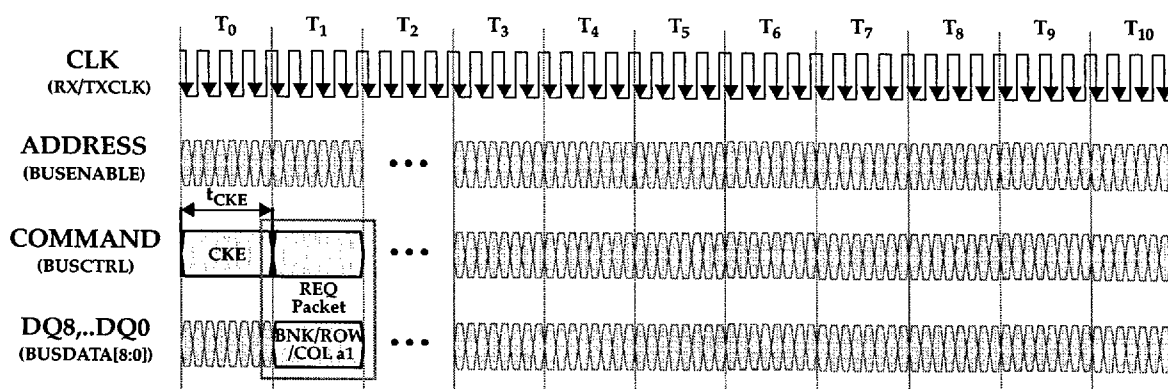 T0 T1 T2 T3 T4 T5 T6 T7 T8 T9 T10
CLK
(RX/TXCLK)
ADDRESS
(BUSENABLE)
•••
tCKE
COMMAND
(BUSCTRL)
CKE
•••
REQ
Packet
DQ8,..DQ0
(BUSDATA[8:0])
BNK/ROW
/COL a1
•••